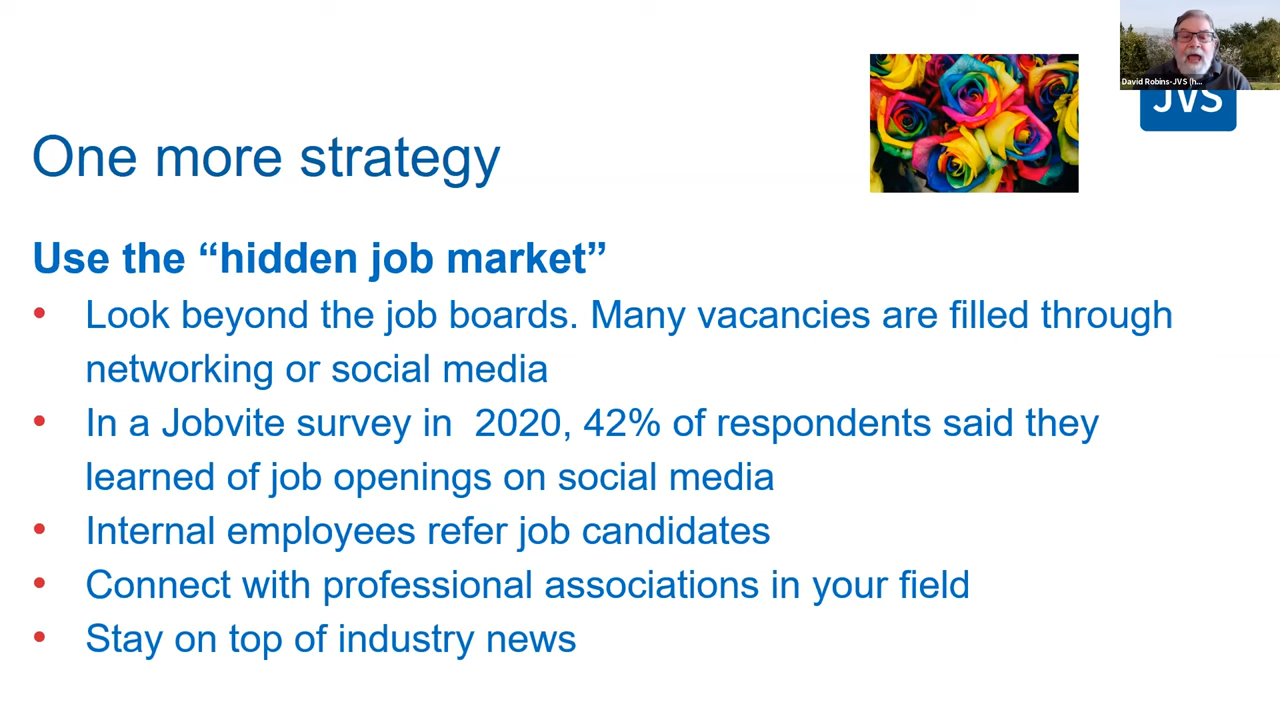 David Robins-JVS (h...
JVS
One more strategy
Use the “hidden job market”
• Look beyond the job boards. Many vacancies are filled through
networking or social media
• In a Jobvite survey in  2020, 42% of respondents said they
learned of job openings on social media
• Internal employees refer job candidates
• Connect with professional associations in your field
• Stay on top of industry news